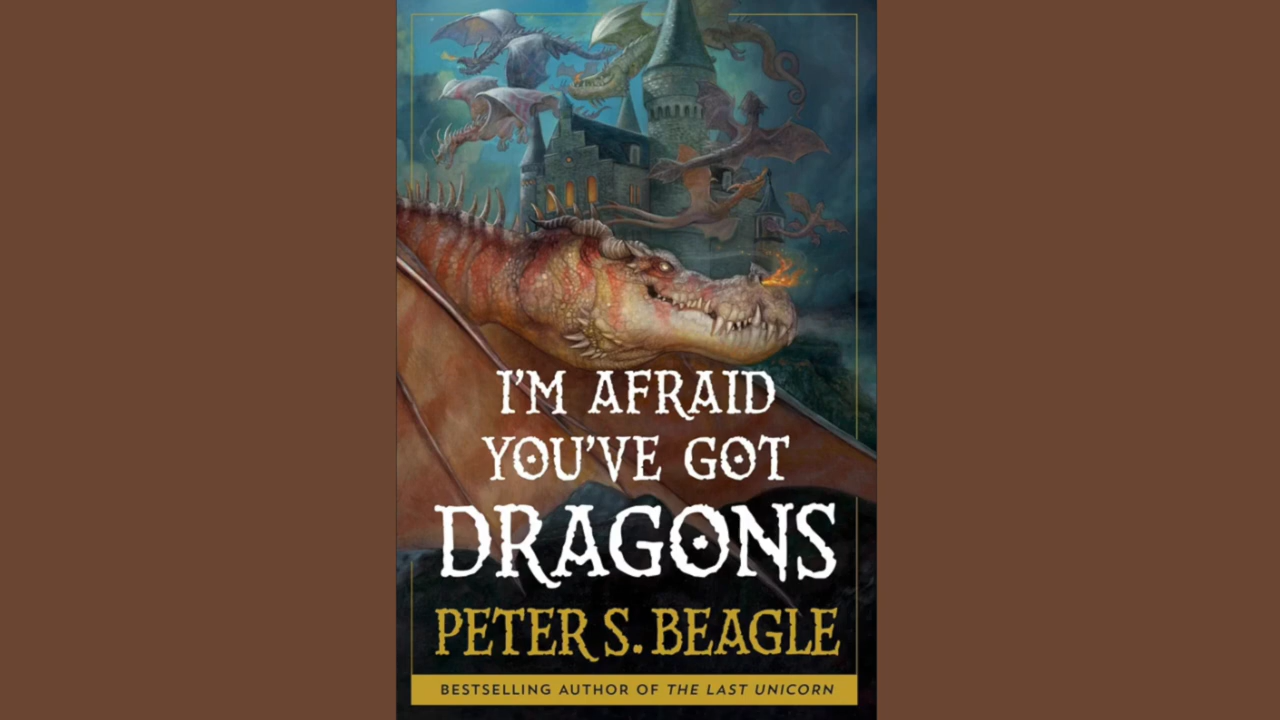 I'M AFRAID
YOU'VE GOT
DRAGONS
PETER S. BEAGLE
BESTSELLING AUTHOR OF THE LAST UNICORN